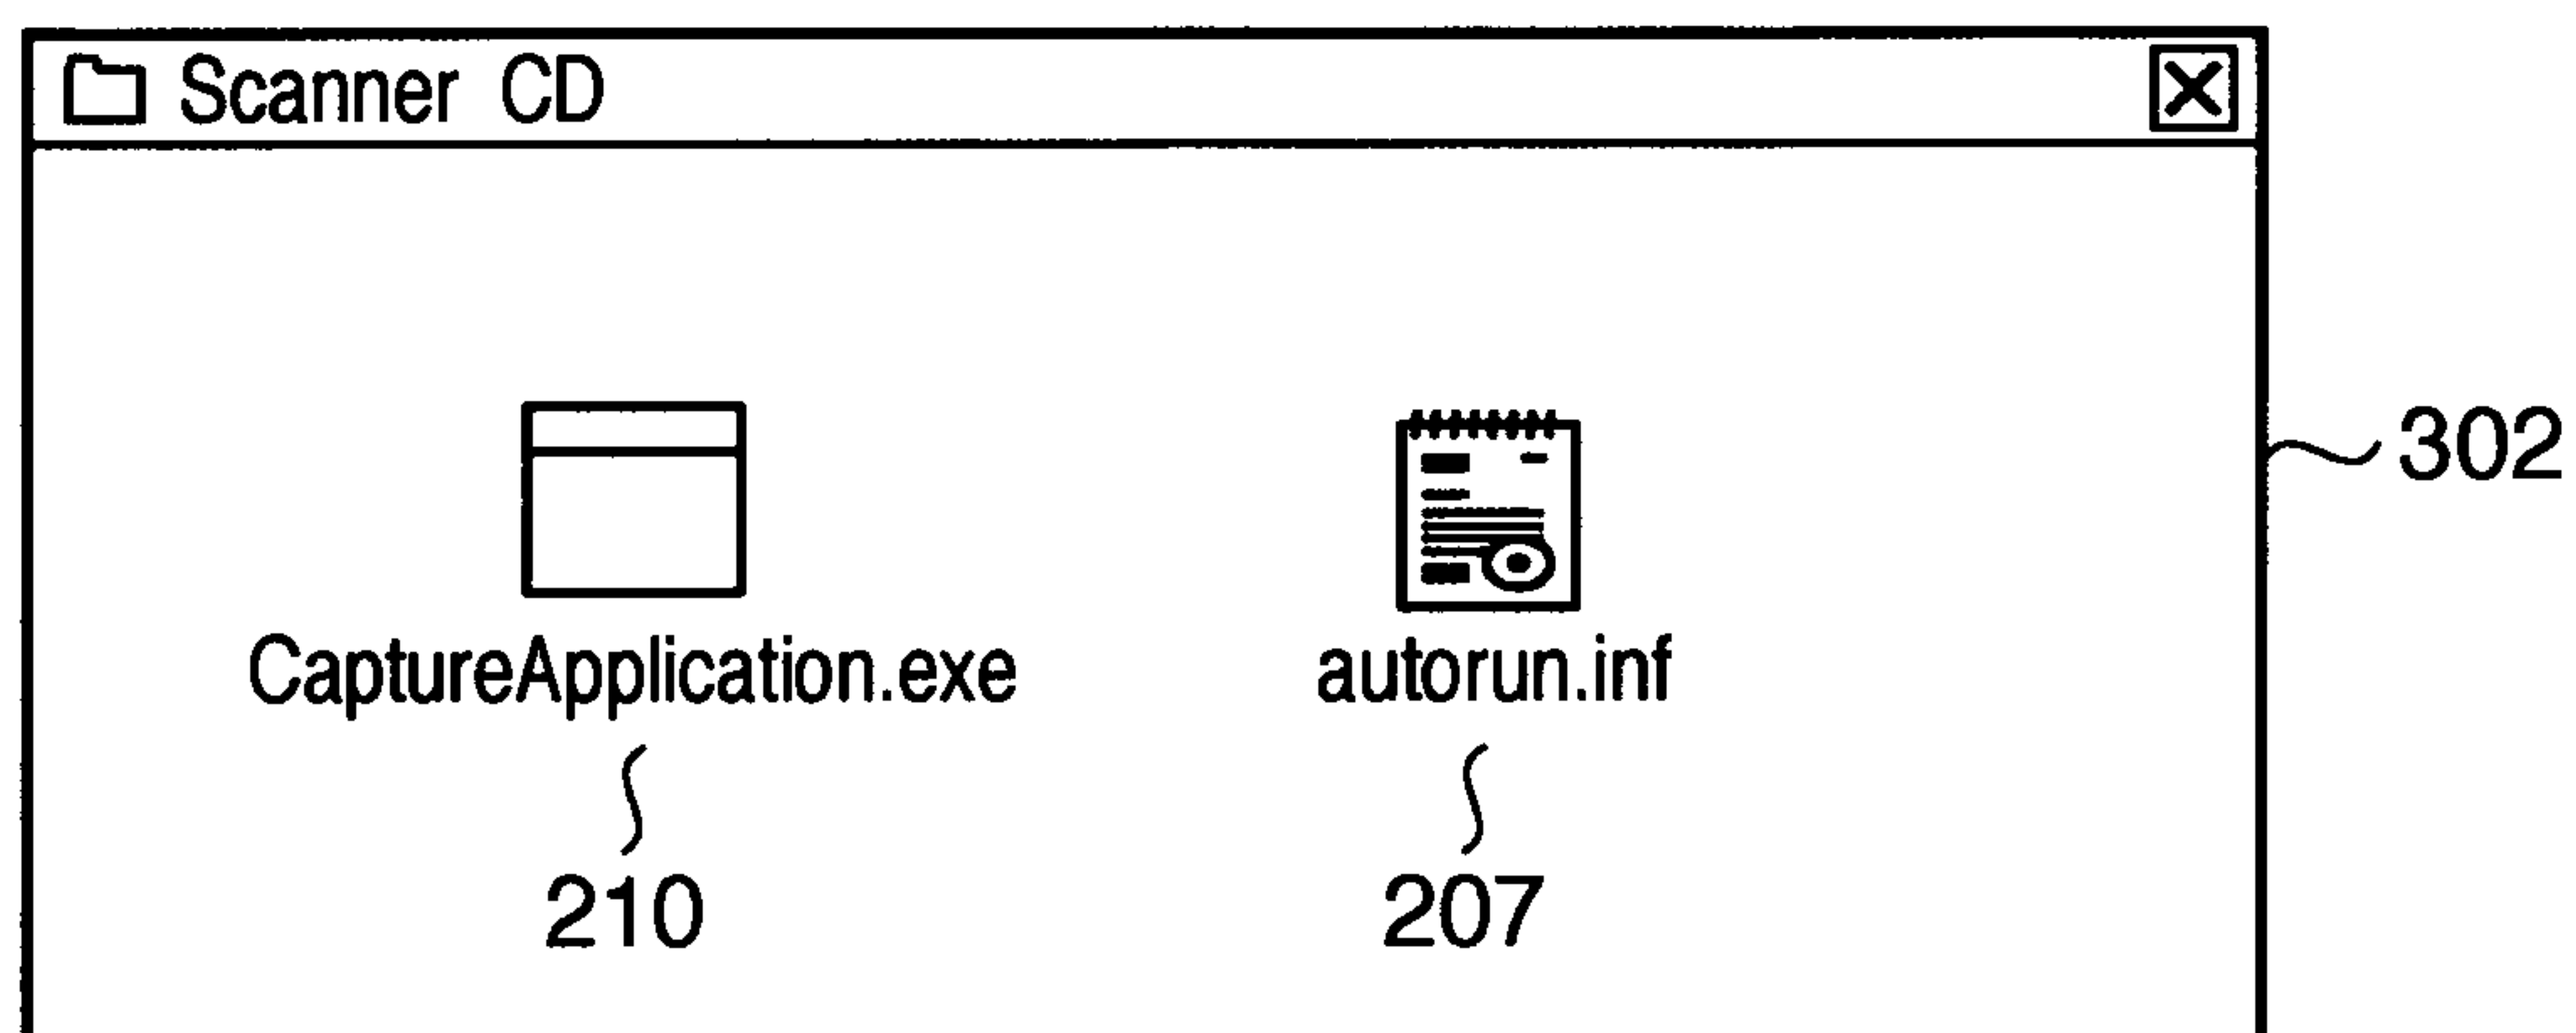 Scanner CD
302
CaptureApplication.exe
autorun.inf
210
207